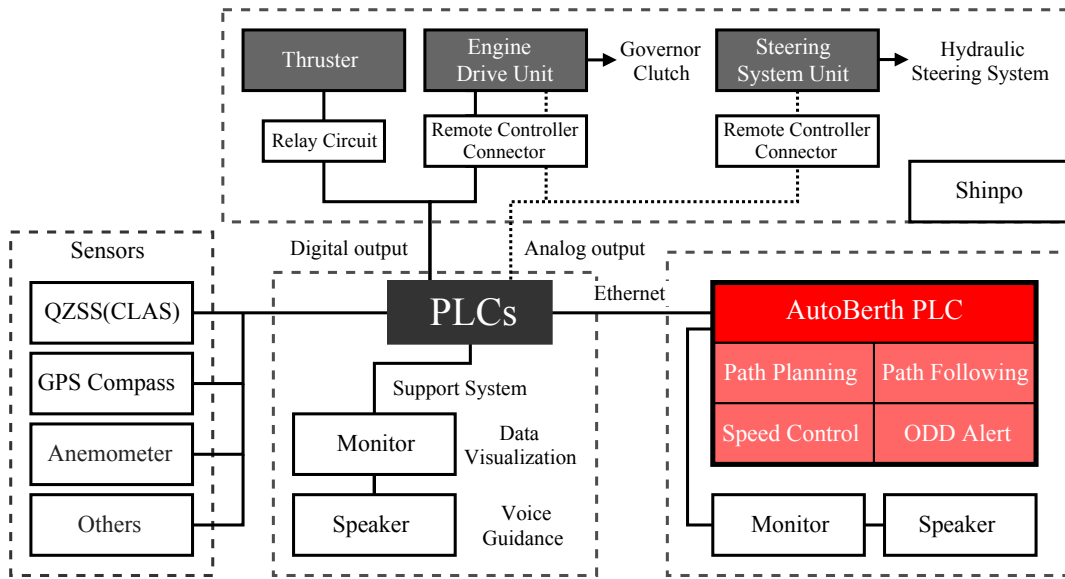 Thruster
Engine
Drive Unit
Governor
Clutch
Steering
System Unit
Hydraulic
Steering System
Relay Circuit
Remote Controller
Connector
Remote Controller
Connector
Shinpo
Sensors
Digital output
Analog output
QZSS(CLAS)
GPS Compass
Anemometer
Others
PLCs
Ethernet
Support System
Monitor
Data
Visualization
Speaker
Voice
Guidance
AutoBerth PLC
Path Planning
Path Following
Speed Control
ODD Alert
Monitor
Speaker